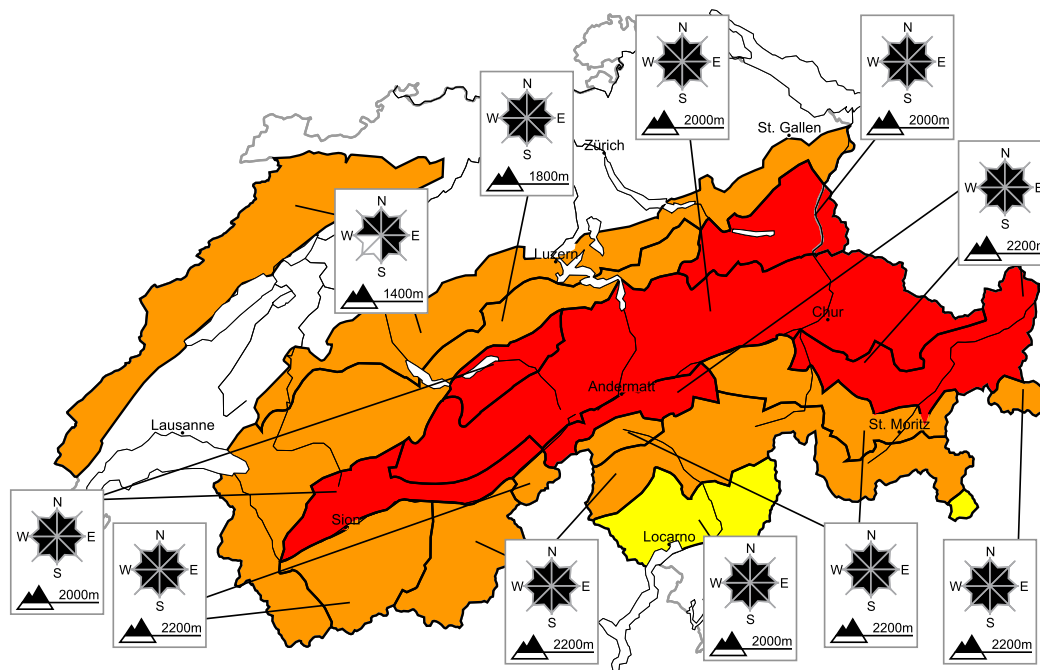 N
W E
S
2000m
N
W E
S
2000m
N
W E
S
1800m
St. Gallen
Zürich
N
W E
S
2200m
N
W E
S
1400m
Luzern
Chur
Andermatt
Lausanne
St. Moritz
Sion
Locarno
N
W E
S
2000m
N
W E
S
2200m
N
W E
S
2200m
N
W E
S
2000m
N
W E
S
2200m
N
W E
S
2200m